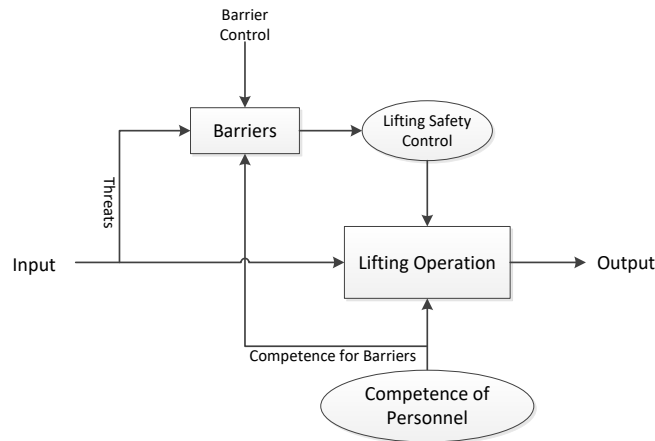 Barrier
Control
Barriers
Lifting Safety
Control
Threats
Input
Lifting Operation
Output
Competence for Barriers
Competence of
Personnel